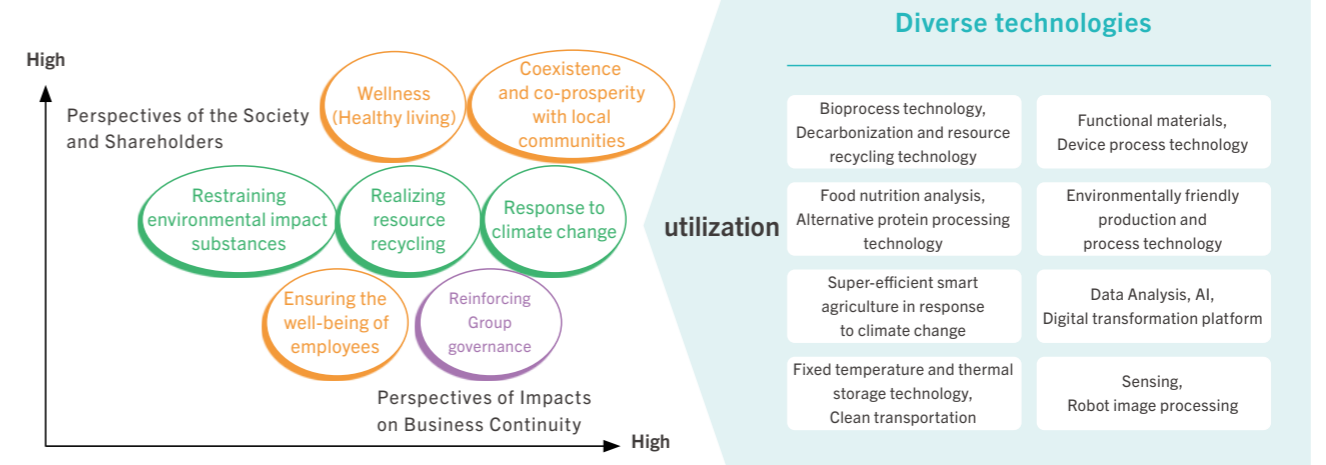 High
Perspectives of the Society
and Shareholders
Wellness
(Healthy living)
Coexistence
and co-prosperity
with local
communities
Restraining
environmental impact
substances
Realizing
resource
recycling
Response to
climate change
Ensuring the
well-being of
employees
Reinforcing
Group
governance
Perspectives of Impacts
on Business Continuity
High
utilization
Diverse technologies
Bioprocess technology,
Decarbonization and resource
recycling technology
Functional materials,
Device process technology
Food nutrition analysis,
Alternative protein processing
technology
Environmentally friendly
production and
process technology
Super-efficient smart
agriculture in response
to climate change
Data Analysis, AI,
Digital transformation platform
Fixed temperature and thermal
storage technology,
Clean transportation
Sensing,
Robot image processing